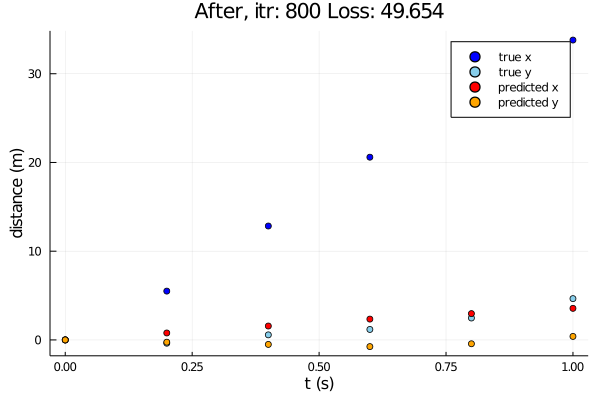 After, itr: 800 Loss: 49.654
distance (m)
30
20
10
0
true x
true y
predicted x
predicted y
0.00 0.25 0.50 0.75 1.00
t (s)